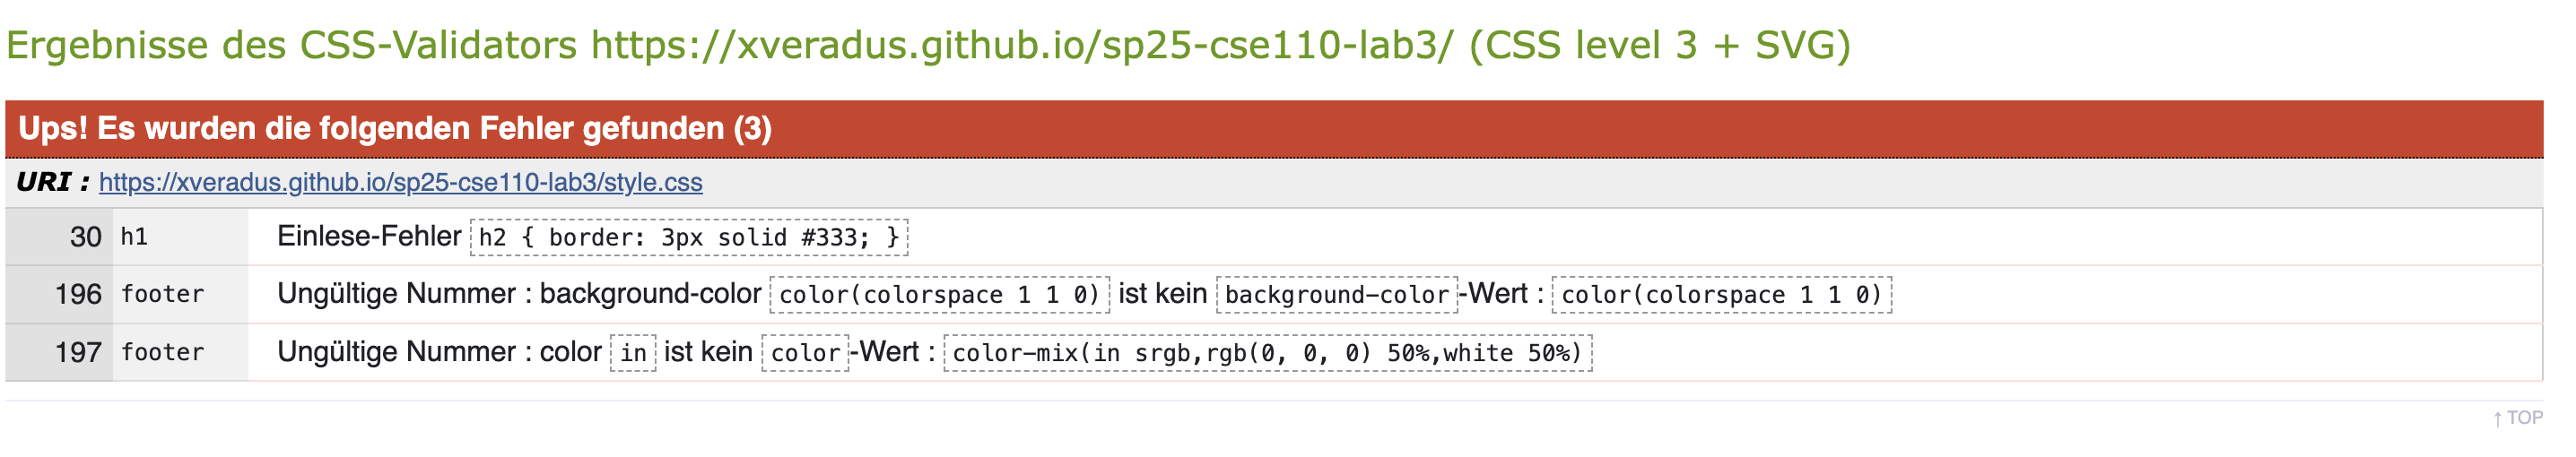 Ergebnisse des CSS-Validators https://xveradus.github.io/sp25-cse110-lab3/ (CSS level 3 + SVG)
Ups! Es wurden die folgenden Fehler gefunden (3)
URI : https://xveradus.github.io/sp25-cse110-lab3/style.css
30 h1 Einlese-Fehler h2 { border: 3px solid #333; }
196 footer Ungültige Nummer : background-color color(colorspace 1 1 0) ist kein background-color-Wert : color(colorspace 1 1 0)
197 footer Ungültige Nummer : color in ist kein color-Wert : color-mix(in srgb,rgb(0, 0, 0) 50%,white 50%)
↑ TOP